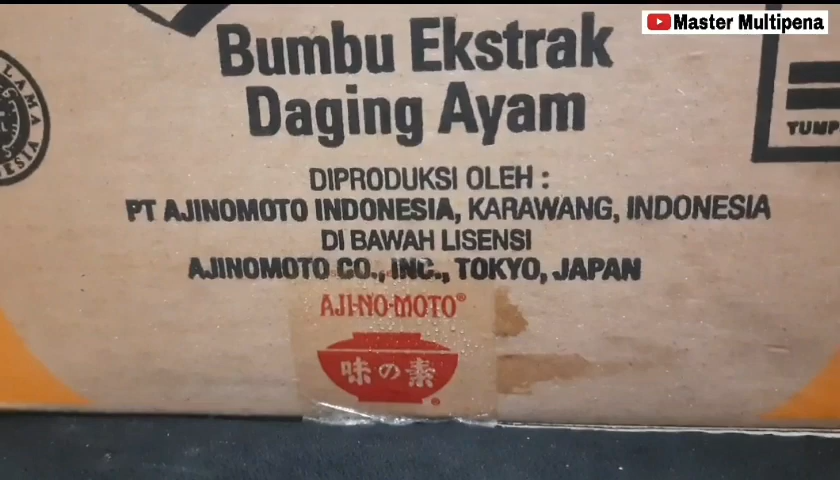 Master Multipena
Bumbu Ekstrak
Daging Ayam
TUMP
DIPRODUKSI OLEH :
PT AJINOMOTO INDONESIA, KARAWANG, INDONESIA
DI BAWAH LISENSI
AJINOMOTO CO., INC., TOKYO, JAPAN
AJI-NO-MOTO®
味の素
®